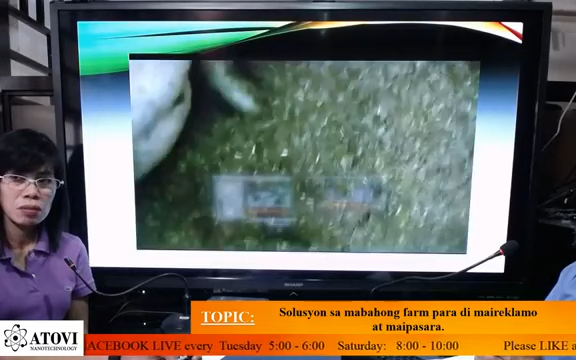 SHARP
TOPIC:
Solusyon sa mabahong farm para di maireklamo
at maipasara.
ATOVI
NANOTECHNOLOGY
ACEBOOK LIVE every Tuesday 5:00 - 6:00 Saturday: 8:00 - 10:00 Please LIKE a